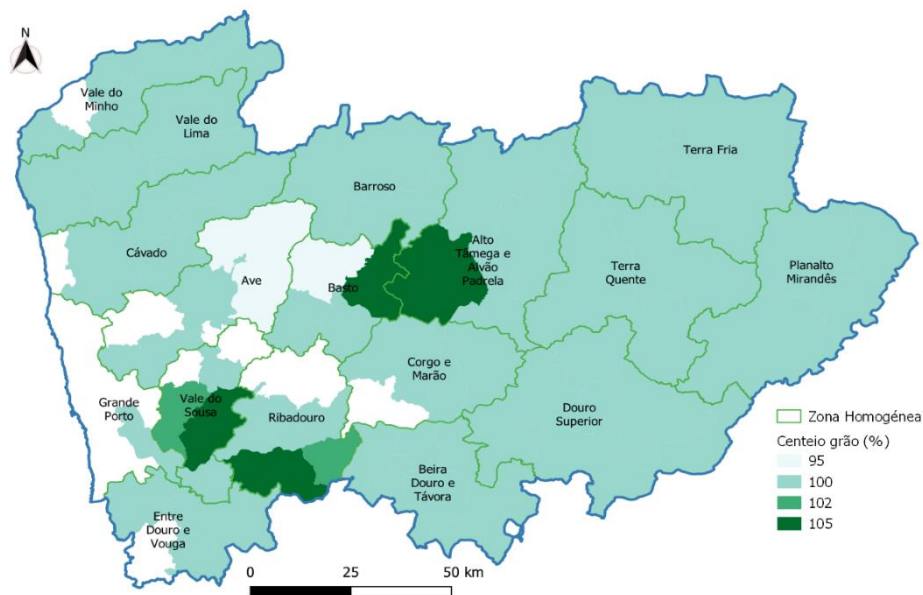 N
Vale do
Minho
Vale do
Lima
Terra Fria
Barroso
Cávado
Ave
Basto
Alto
Tâmega e
Alvão
Padrela
Terra
Quente
Planalto
Mirandês
Corgo e
Marão
Grande
Porto
Vale do
Sousa
Ribadouro
Douro
Superior
Beira
Douro e
Távora
Entre
Douro e
Vouga
Zona Homogénea
Centeio grão (%)
95
100
102
105
0 25 50 km